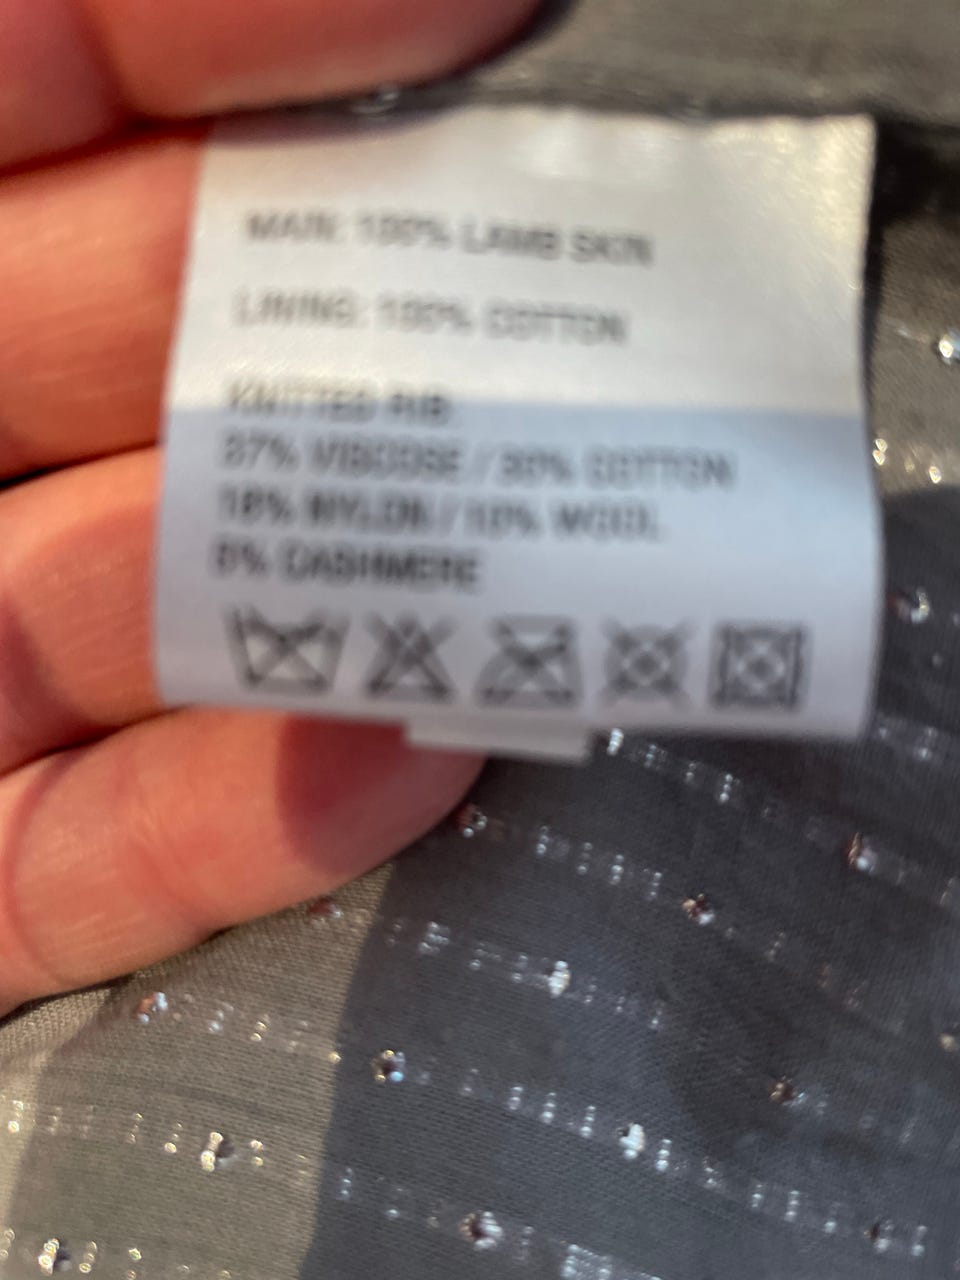 MAIN: 100% LAMB SKIN
LINING: 100% COTTON
KNITTED RIB:
37% VISCOSE / 30% COTTON
18% NYLON / 10% WOOL
5% CASHMERE